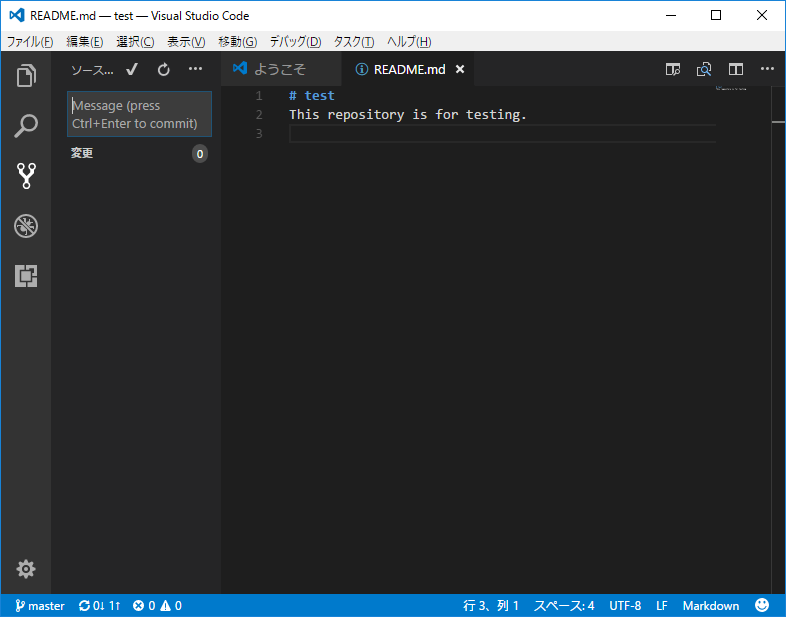 README.md — test — Visual Studio Code
ファイル(F) 編集(E) 選択(C) 表示(V) 移動(G) デバッグ(D) タスク(T) ヘルプ(H)
ソース...
ようこそ
README.md
Message (press
Ctrl+Enter to commit)
変更
0
1 # test
2 This repository is for testing.
3
master 0↓ 1↑ 0 0 行 3、列 1 スペース: 4 UTF-8 LF Markdown